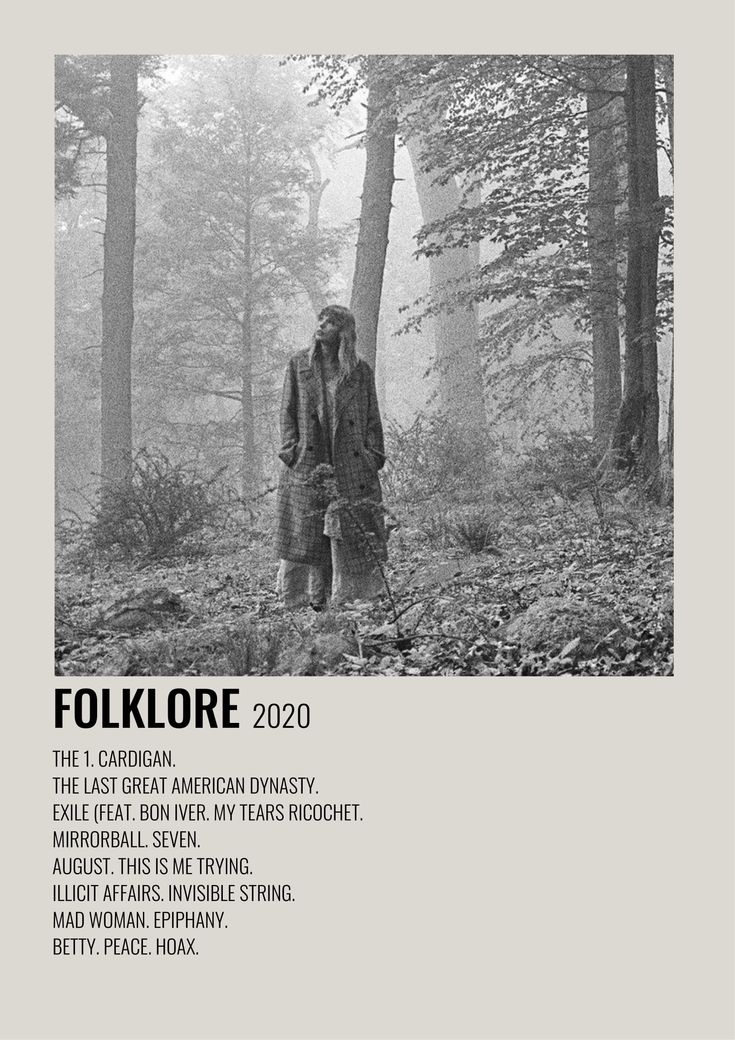 FOLKLORE 2020
THE 1. CARDIGAN.
THE LAST GREAT AMERICAN DYNASTY.
EXILE (FEAT. BON IVER. MY TEARS RICOCHET.
MIRRORBALL. SEVEN.
AUGUST. THIS IS ME TRYING.
ILLICIT AFFAIRS. INVISIBLE STRING.
MAD WOMAN. EPIPHANY.
BETTY. PEACE. HOAX.